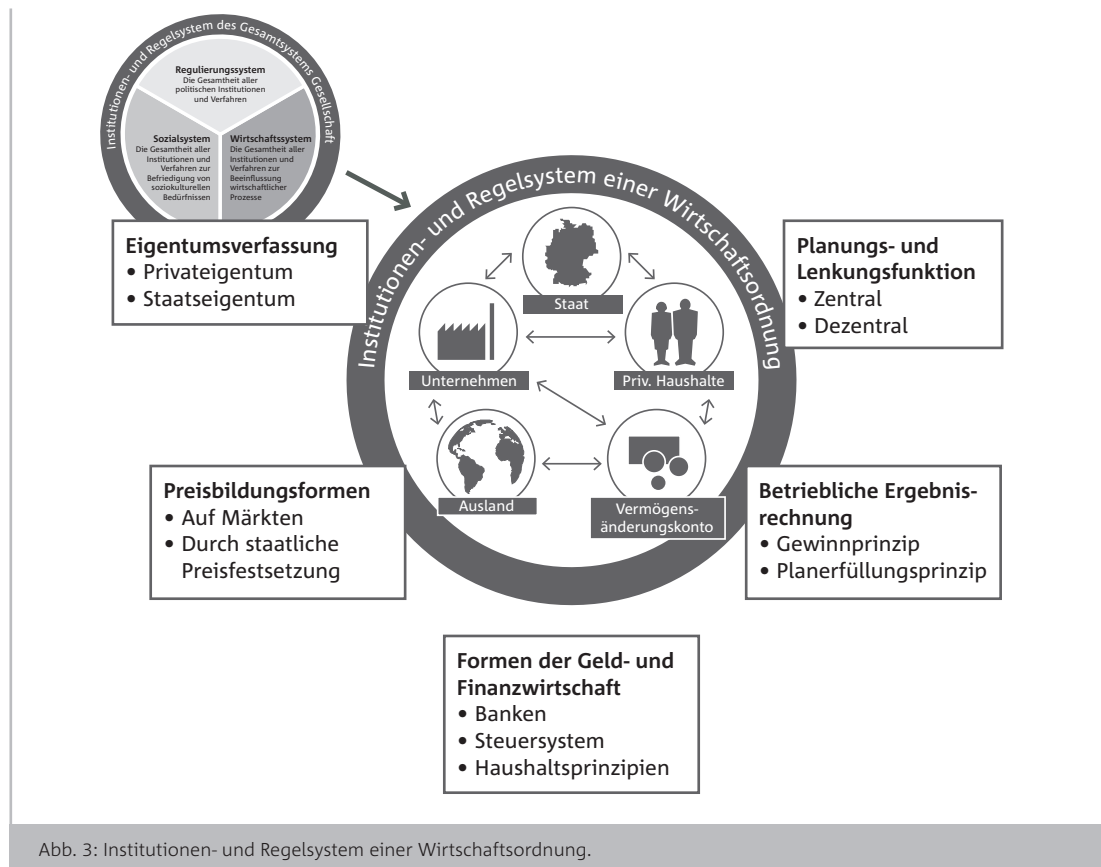 Institutionen- und Regelsystem des Gesamtsystems Gesellschaft
Regulierungssystem
Die Gesamtheit aller
politischen Institutionen
und Verfahren
Sozialsystem
Die Gesamtheit aller
Institutionen und
Verfahren zur
Befriedigung von
soziokulturellen
Bedürfnissen
Wirtschaftssystem
Die Gesamtheit aller
Institutionen und
Verfahren zur
Beeinflussung
wirtschaftlicher
Prozesse
Institutionen- und Regelsystem einer Wirtschaftsordnung
Eigentumsverfassung
• Privateigentum
• Staatseigentum
Planungs- und
Lenkungsfunktion
• Zentral
• Dezentral
Staat
Unternehmen
Priv. Haushalte
Ausland
Vermögens-
änderungskonto
Preisbildungsformen
• Auf Märkten
• Durch staatliche
Preisfestsetzung
Betriebliche Ergebnis-
rechnung
• Gewinnprinzip
• Planerfüllungsprinzip
Formen der Geld- und
Finanzwirtschaft
• Banken
• Steuersystem
• Haushaltsprinzipien
Abb. 3: Institutionen- und Regelsystem einer Wirtschaftsordnung.